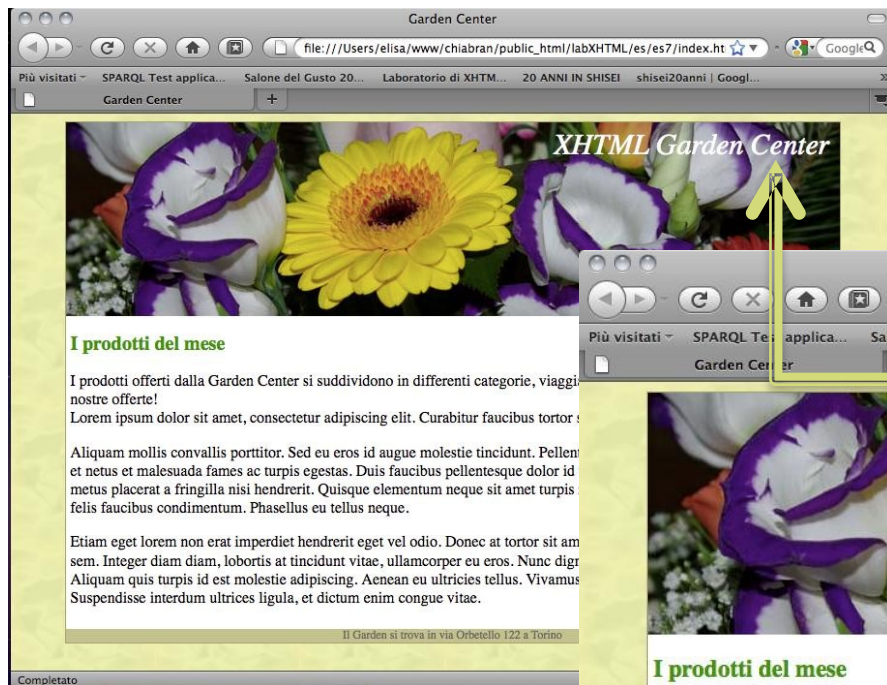 Garden Center
file:///Users/elisa/www/chiabran/public_html/labXHTML/es/es7/index.ht
Google
Più visitati SPARQL Test applica... Salone del Gusto 20... Laboratorio di XHTM... 20 ANNI IN SHISEI shisei20anni | Googl...
Garden Center
XHTML Garden Center
I prodotti del mese
I prodotti offerti dalla Garden Center si suddividono in differenti categorie,
nostre offerte!
Lorem ipsum dolor sit amet, consectetur adipiscing elit. Curabitur faucibus tortor
Aliquam mollis convallis porttitor. Sed eu eros id augue molestie tincidunt.
et netus et malesuada fames ac turpis egestas. Duis faucibus pellentesque dolor id
metus placerat a fringilla nisi hendrerit. Quisque elementum neque sit amet turpis
felis faucibus condimentum. Phasellus eu tellus neque.
Etiam eget lorem non erat imperdiet hendrerit eget vel odio. Donec at tortor sit am
sem. Integer diam diam, lobortis at tincidunt vitae, ullamcorper eu eros. Nunc
Aliquam quis turpis id est molestie adipiscing. Aenean eu ultricies tellus. Vivamus
Suspendisse interdum ultrices ligula, et dictum enim congue vitae.
Il Garden si trova in via Orbetello 122 a Torino
Completato
Più visitati SPARQL Test applica... Sa
Garden Center
I prodotti del mese